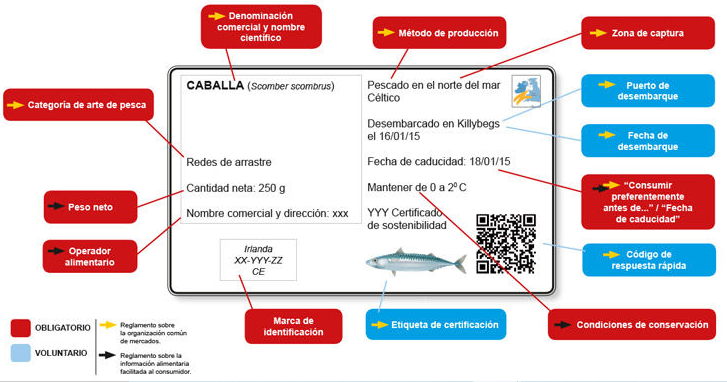 Denominación
comercial y nombre
científico
Método de producción
Zona de captura
Categoría de arte de pesca
CABALLA (Scomber scombrus)
Pescado en el norte del mar
Céltico
Puerto de
desembarque
Desembarcado en Killybegs
el 16/01/15
Fecha de
desembarque
Redes de arrastre
Fecha de caducidad: 18/01/15
"Consumir
preferentemente
antes de..." / "Fecha
de caducidad"
Peso neto
Cantidad neta: 250 g
Mantener de 0 a 2⁰ C
Nombre comercial y dirección: xxx
YYY Certificado
de sostenibilidad
Operador
alimentario
Irlanda
XX-YYY-ZZ
CE
Código de
respuesta rápida
Marca de
identificación
Etiqueta de certificación
Condiciones de conservación
OBLIGATORIO
Reglamento sobre
la organización común
de mercados.
VOLUNTARIO
Reglamento sobre la
información alimentaria
facilitada al consumidor.